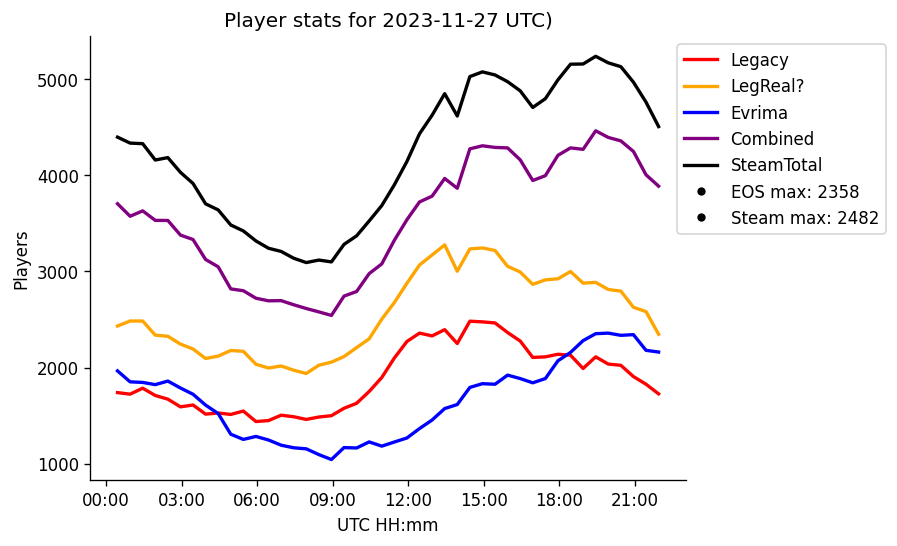 Player stats for 2023-11-27 UTC)
Players
5000
4000
3000
2000
1000
00:00 03:00 06:00 09:00 12:00 15:00 18:00 21:00
UTC HH:mm
Legacy
LegReal?
Evrima
Combined
SteamTotal
EOS max: 2358
Steam max: 2482